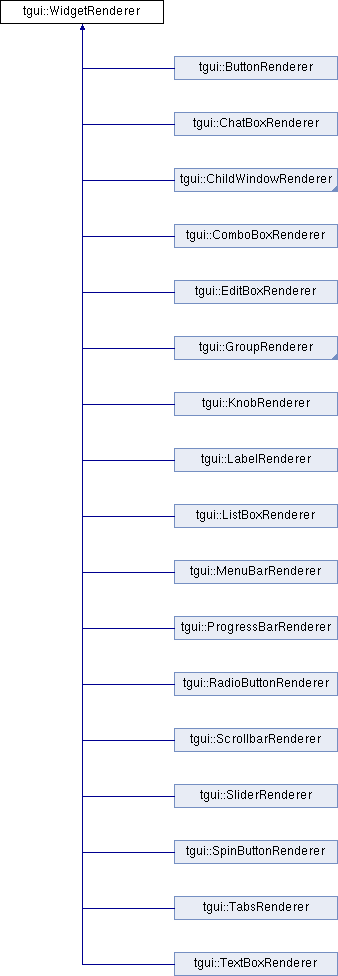 tgui::WidgetRenderer
tgui::ButtonRenderer
tgui::ChatBoxRenderer
tgui::ChildWindowRenderer
tgui::ComboBoxRenderer
tgui::EditBoxRenderer
tgui::GroupRenderer
tgui::KnobRenderer
tgui::LabelRenderer
tgui::ListBoxRenderer
tgui::MenuBarRenderer
tgui::ProgressBarRenderer
tgui::RadioButtonRenderer
tgui::ScrollbarRenderer
tgui::SliderRenderer
tgui::SpinButtonRenderer
tgui::TabsRenderer
tgui::TextBoxRenderer